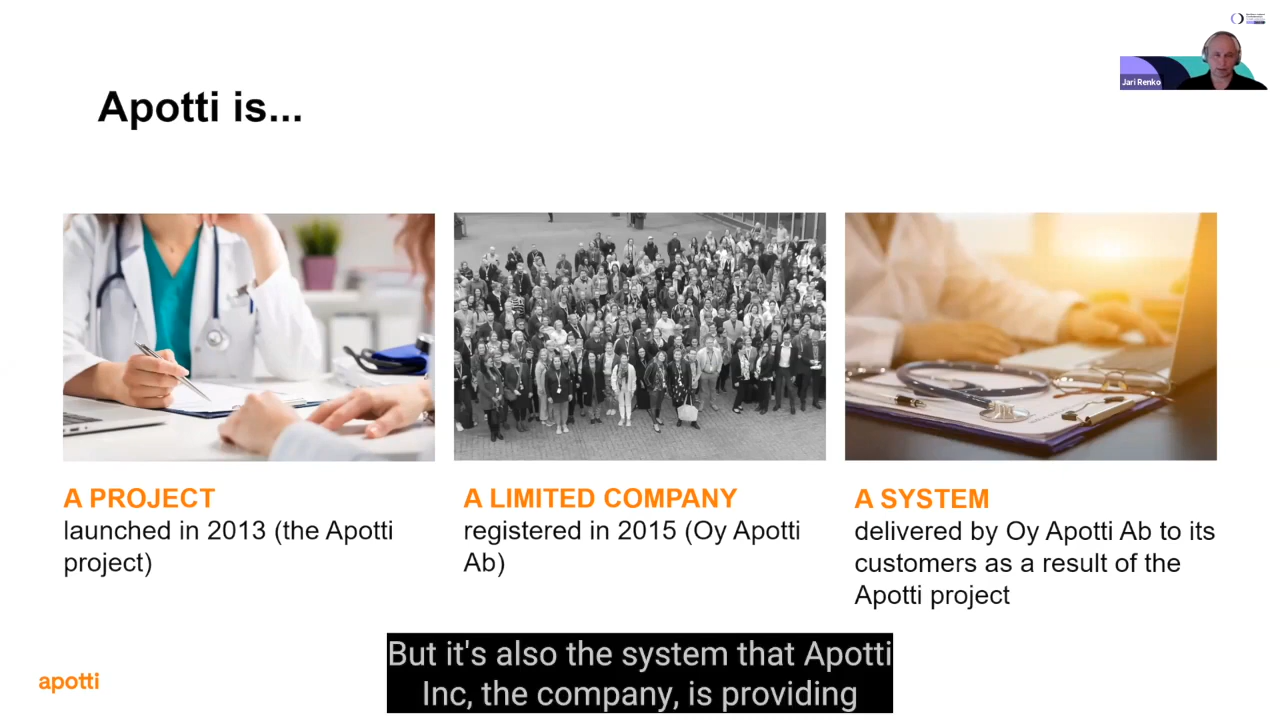 Jari Renko
Apotti is...
A PROJECT
launched in 2013 (the Apotti
project)
A LIMITED COMPANY
registered in 2015 (Oy Apotti
Ab)
A SYSTEM
delivered by Oy Apotti Ab to its
customers as a result of the
Apotti project
But it's also the system that Apotti
Inc, the company, is providing
apotti